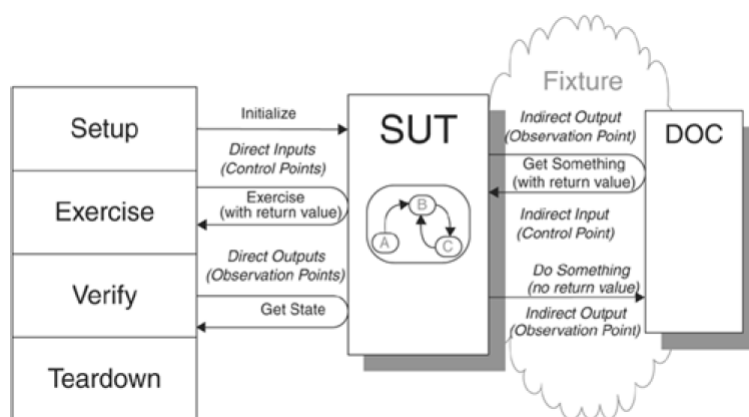 Setup
Exercise
Verify
Teardown
Initialize
Direct Inputs
(Control Points)
Exercise
(with return value)
Direct Outputs
(Observation Points)
Get State
SUT
A
B
C
Fixture
Indirect Output
(Observation Point)
Get Something
(with return value)
Indirect Input
(Control Point)
Do Something
(no return value)
Indirect Output
(Observation Point)
DOC